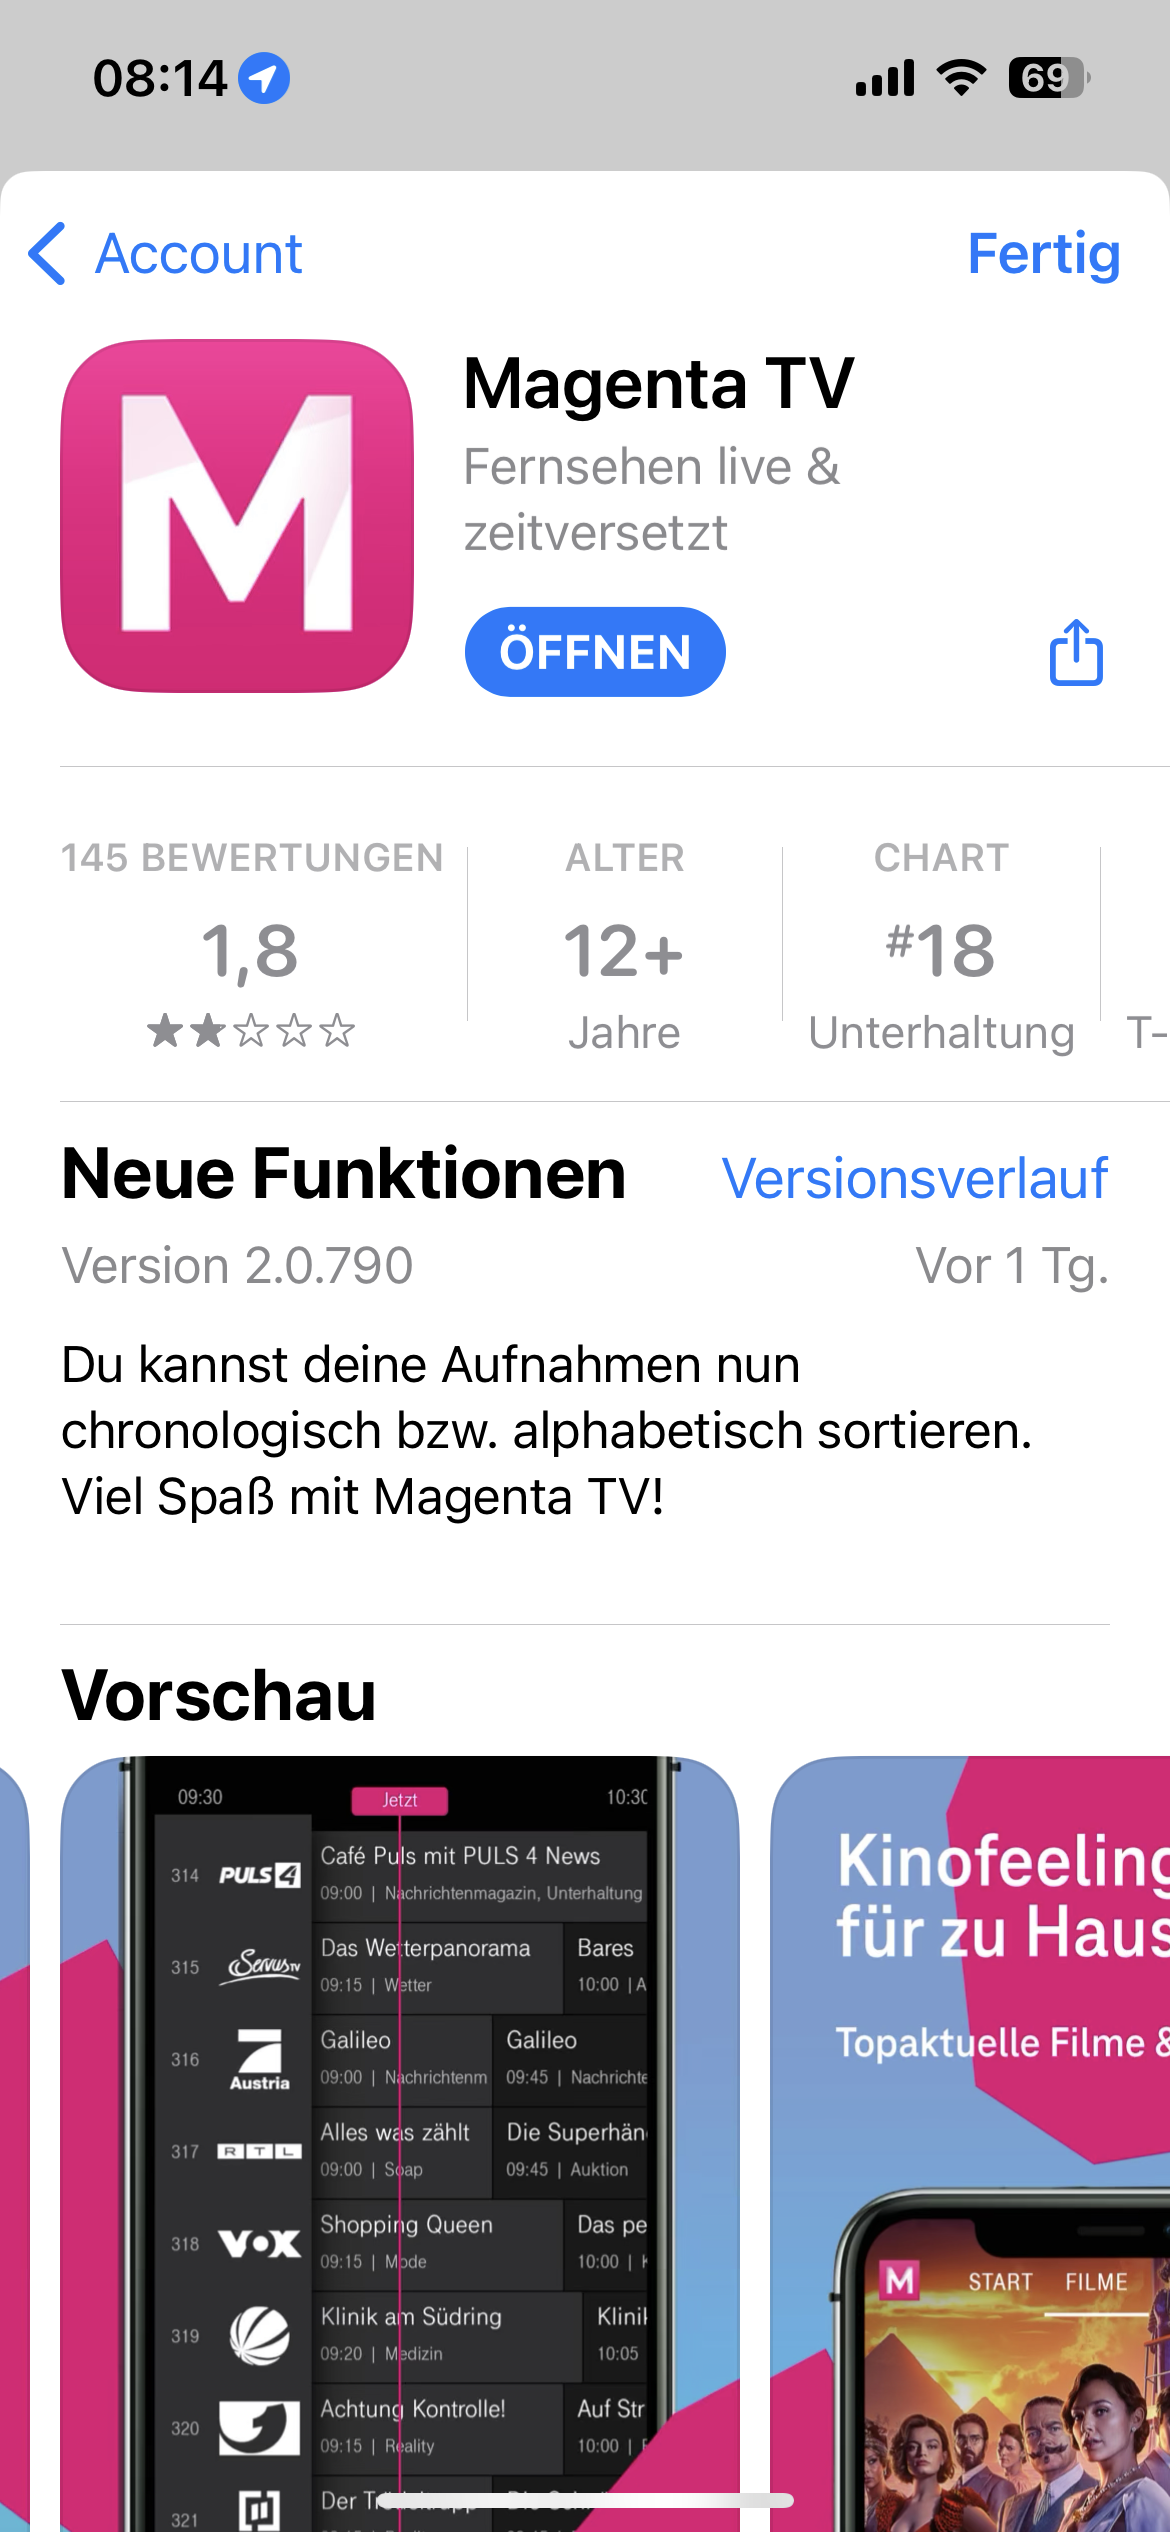 08:14
69
Account
Fertig
M
Magenta TV
Fernsehen live &
zeitversetzt
ÖFFNEN
145 BEWERTUNGEN
ALTER
CHART
1,8
12+
#18
Jahre
Unterhaltung
T-
Neue Funktionen
Versionsverlauf
Version 2.0.790
Vor 1 Tg.
Du kannst deine Aufnahmen nun
chronologisch bzw. alphabetisch sortieren.
Viel Spaß mit Magenta TV!
Vorschau
09:30
Jetzt
10:30
314 PULS 4
Café Puls mit PULS 4 News
09:00 | Nachrichtenmagazin, Unterhaltung
315 ServusTV
Das Wetterpanorama
09:15 | Wetter
Bares
10:00 | A
316 Austria
Galileo
09:00 | Nachrichtenm
Galileo
09:45 | Nachrichte
317 RTL
Alles was zählt
09:00 | Soap
Die Superhän
09:45 | Auktion
318 VOX
Shopping Queen
09:15 | Mode
Das pe
10:00 |
319
Klinik am Südring
09:20 | Medizin
Klinik
10:05
320
Achtung Kontrolle!
09:15 | Reality
Auf Str
10:00 |
321
Der
Kinofeeling
für zu Haus
Topaktuelle Filme &
M
START
FILME